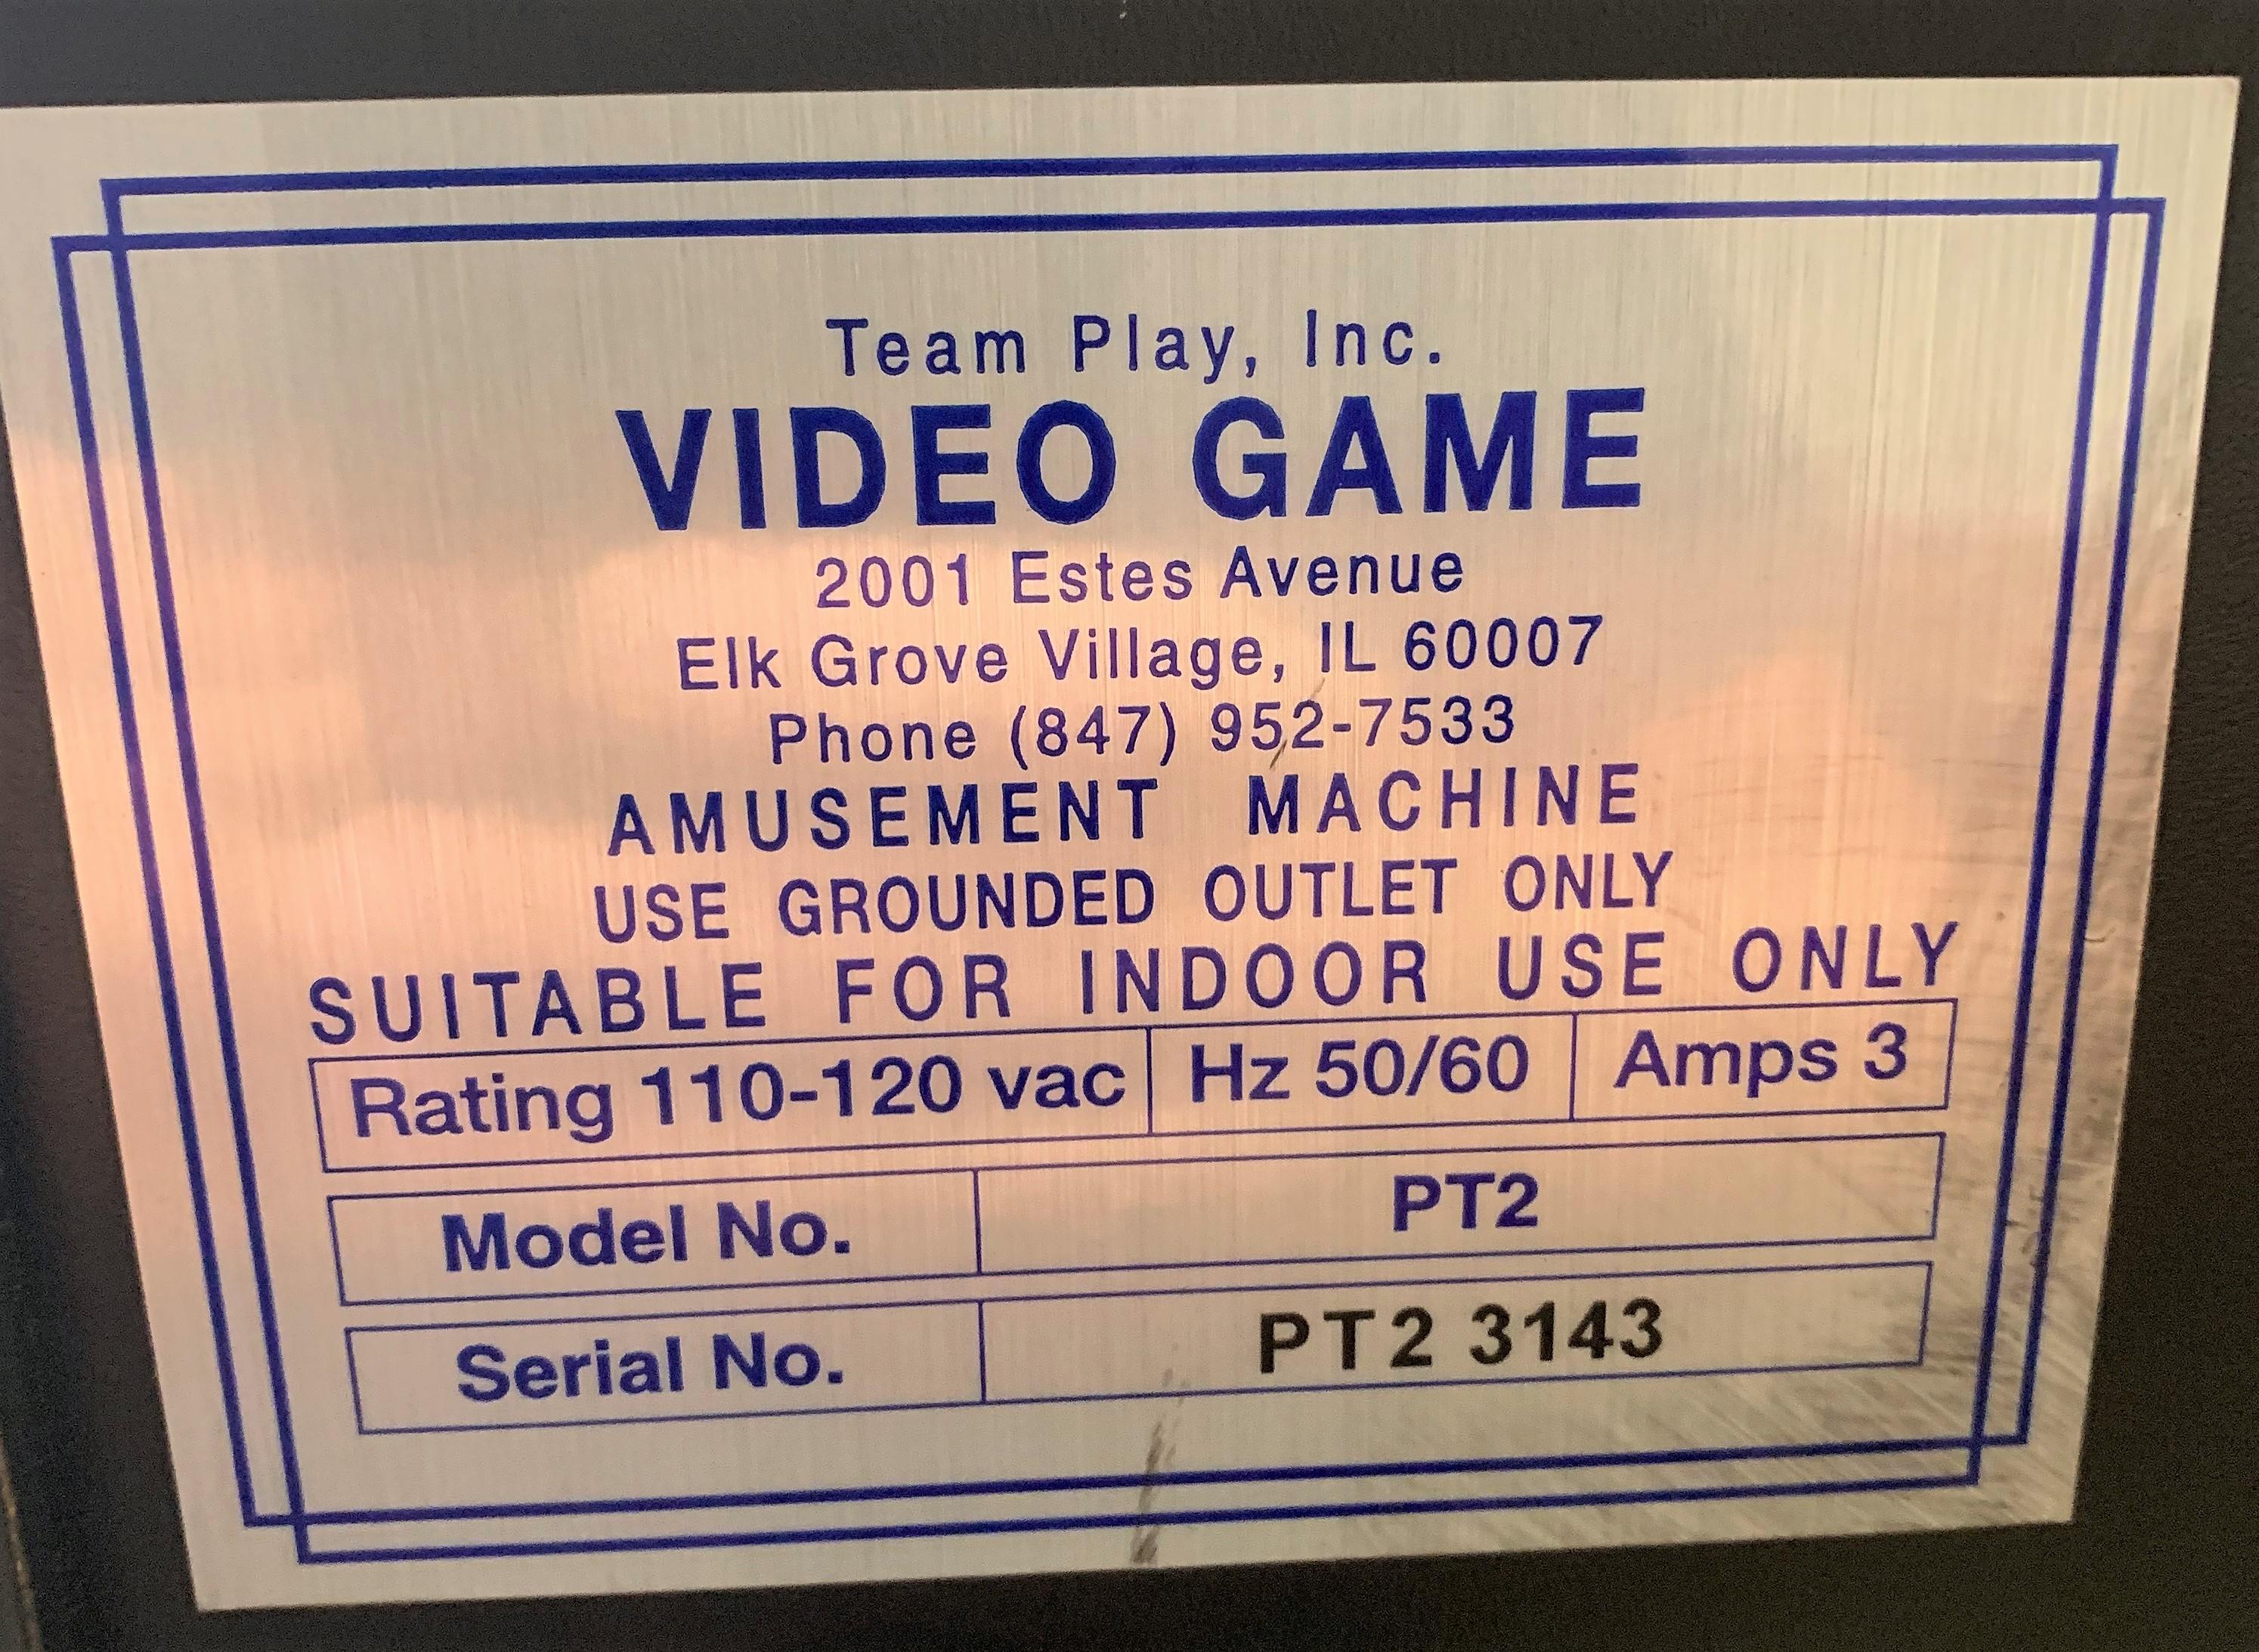 Team Play, Inc.
VIDEO GAME
2001 Estes Avenue
Elk Grove Village, IL 60007
Phone (847) 952-7533
AMUSEMENT MACHINE
USE GROUNDED OUTLET ONLY
SUITABLE FOR INDOOR USE ONLY
Rating 110-120 vac Hz 50/60 Amps 3
Model No. PT2
Serial No. PT2 3143